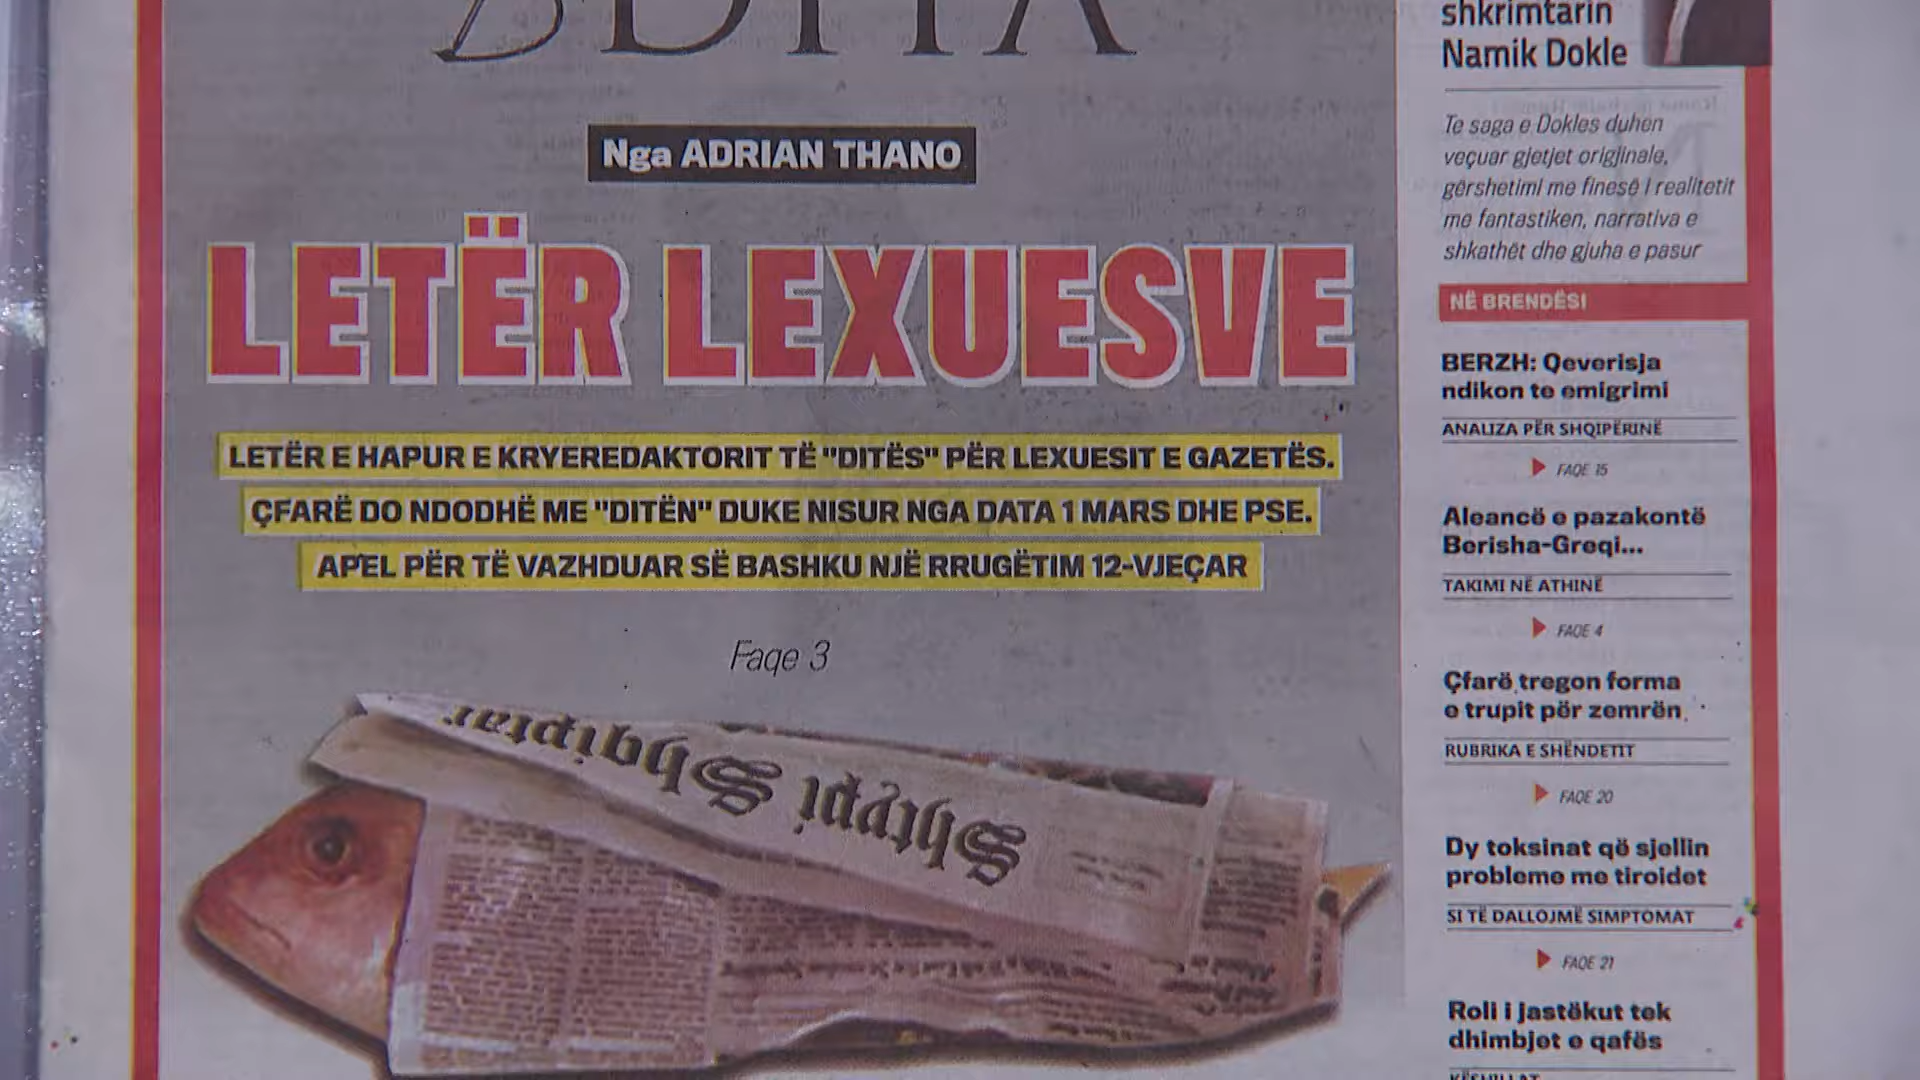 DITA
Nga ADRIAN THANO
LETËR LEXUESVE
LETËR E HAPUR E KRYEREDAKTORIT TË "DITËS" PËR LEXUESIT E GAZETËS.
ÇFARË DO NDODHË ME "DITËN" DUKE NISUR NGA DATA 1 MARS DHE PSE.
APEL PËR TË VAZHDUAR SË BASHKU NJË RRUGËTIM 12-VJEÇAR
Faqe 3
Shtypi Shqiptar
shkrimtarin
Namik Dokle
Te saga e Dokles duhen
veçuar gjetjet origjinale,
gërshetimi me finesë i realitetit
me fantastiken, narrativa e
shkathët dhe gjuha e pasur
NË BRENDËSI
BERZH: Qeverisja
ndikon te emigrimi
ANALIZA PËR SHQIPËRINË
FAQE 15
Aleancë e pazakontë
Berisha-Greqi...
TAKIMI NË ATHINË
FAQE 4
Çfarë tregon forma
e trupit për zemrën
RUBRIKA E SHËNDETIT
FAQE 20
Dy toksinat që sjellin
probleme me tiroidet
SI TË DALLOJMË SIMPTOMAT
FAQE 21
Roli i jastëkut tek
dhimbjet e qafës
KËSHILLAT